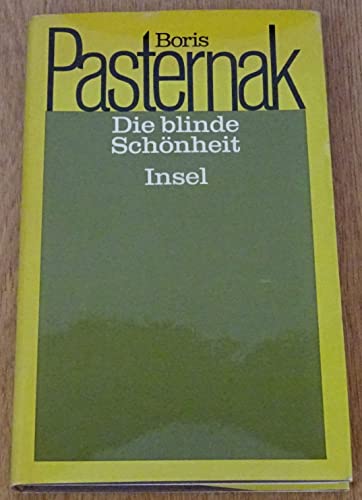 Boris
Pasternak
Die blinde
Schönheit
Insel